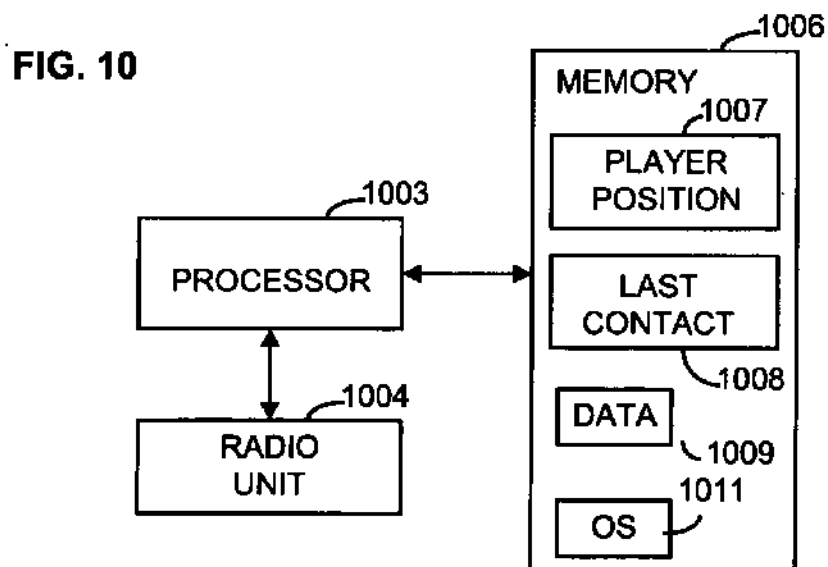 FIG. 10
1006
MEMORY
1007
PLAYER
POSITION
1003
PROCESSOR
LAST
CONTACT
1008
1004
RADIO
UNIT
DATA
1009
1011
OS